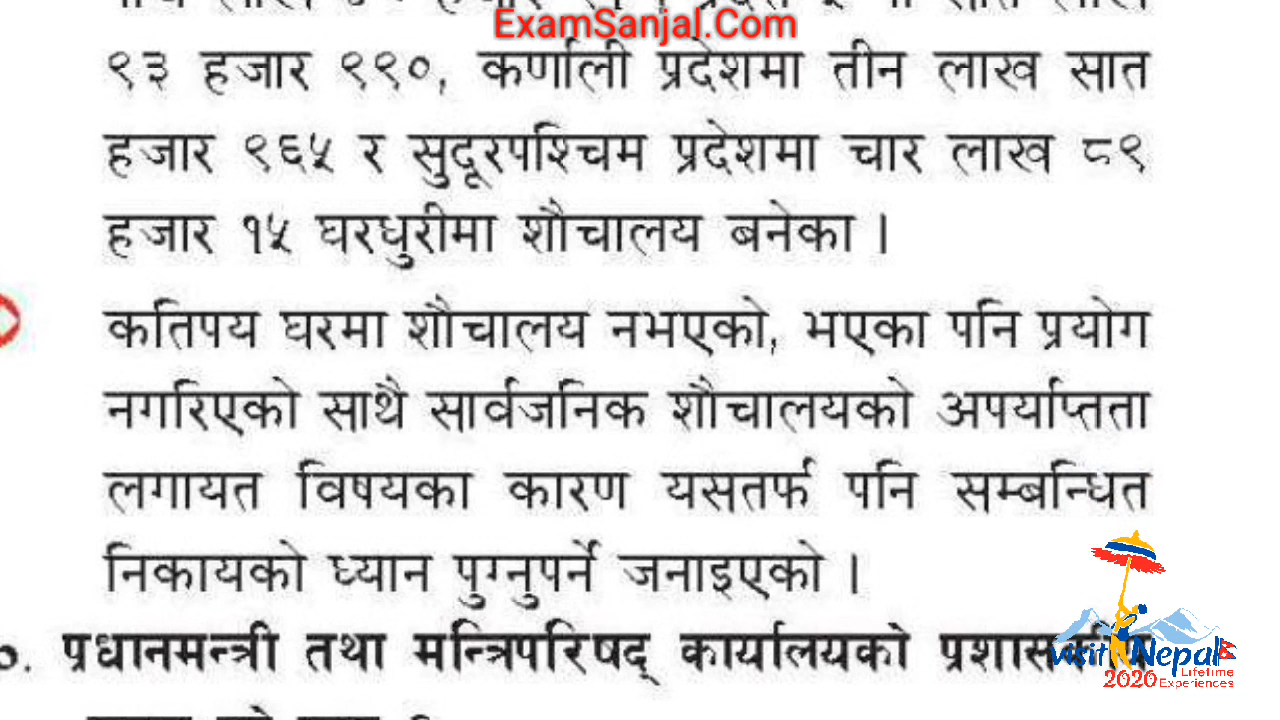 ExamSanjal.Com
९३ हजार ९९०, कर्णाली प्रदेशमा तीन लाख सात
हजार ९६५ र सुदूरपश्चिम प्रदेशमा चार लाख ८९
हजार १५ घरधुरीमा शौचालय बनेका ।
कतिपय घरमा शौचालय नभएको, भएका पनि प्रयोग
नगरिएको साथै सार्वजनिक शौचालयको अपर्याप्तता
लगायत विषयका कारण यसतर्फ पनि सम्बन्धित
निकायको ध्यान पुग्नुपर्ने जनाइएको ।
०. प्रधानमन्त्री तथा मन्त्रिपरिषद् कार्यालयको प्रशासकीय
visit Nepal
2020 Lifetime Experiences